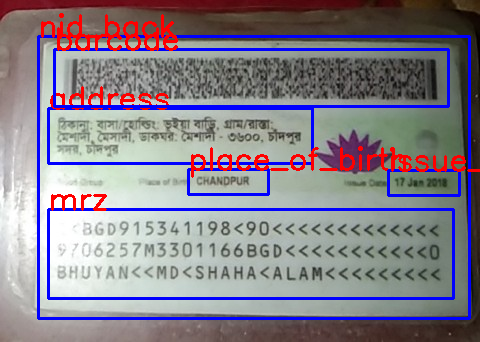 nid_back
barcode
address
ঠিকানা: বাসা/হোল্ডিং: ভূইয়া বাড়ি, গ্রাম/রাস্তা:
মৈশাদী, মৈশাদী, ডাকঘর: মৈশাদী - ৩৬০০, চাঁদপুর
সদর, চাঁদপুর
place_of_birth
issue_
Group Place of Birth CHANDPUR Issue Date 17 Jan 2018
mrz
<BGD915341198<90<<<<<<<<<<<<<
9706257M3301166BGD<<<<<<<<<<<0
BHUYAN<<MD<SHAHA<ALAM<<<<<<<<<